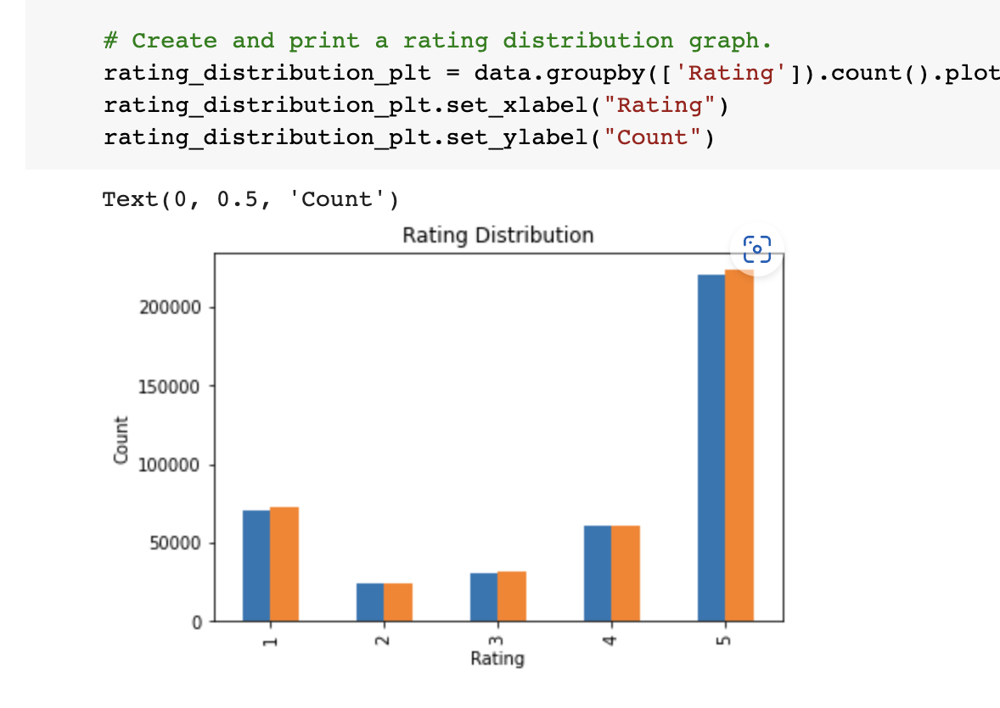 # Create and print a rating distribution graph.
rating_distribution_plt = data.groupby(['Rating']).count().plot
rating_distribution_plt.set_xlabel("Rating")
rating_distribution_plt.set_ylabel("Count")
Text(0, 0.5, 'Count')
Rating Distribution
200000
150000
100000
50000
0
Count
1 2 3 4 5
Rating